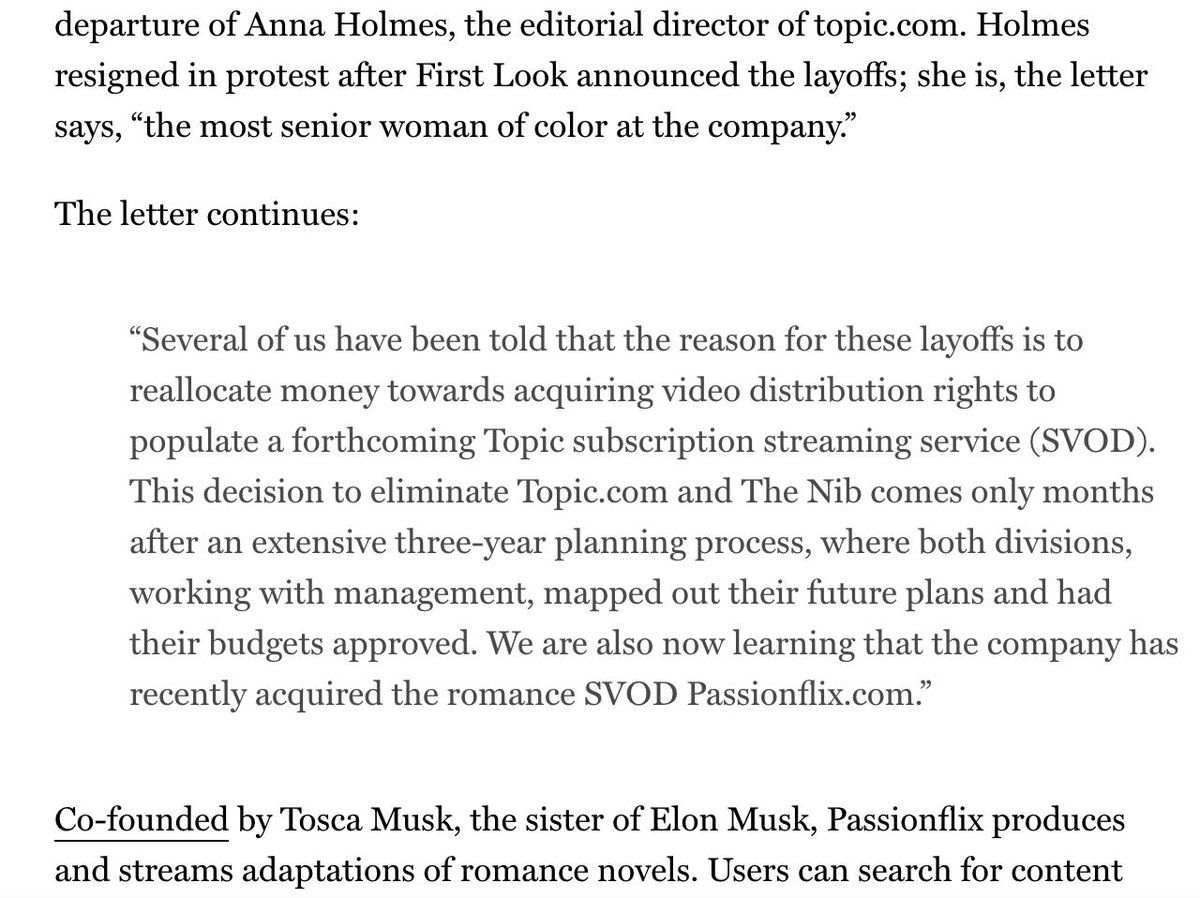 departure of Anna Holmes, the editorial director of topic.com. Holmes
resigned in protest after First Look announced the layoffs; she is, the letter
says, “the most senior woman of color at the company.”
The letter continues:
“Several of us have been told that the reason for these layoffs is to
reallocate money towards acquiring video distribution rights to
populate a forthcoming Topic subscription streaming service (SVOD).
This decision to eliminate Topic.com and The Nib comes only months
after an extensive three-year planning process, where both divisions,
working with management, mapped out their future plans and had
their budgets approved. We are also now learning that the company has
recently acquired the romance SVOD Passionflix.com.”
Co-founded by Tosca Musk, the sister of Elon Musk, Passionflix produces
and streams adaptations of romance novels. Users can search for content